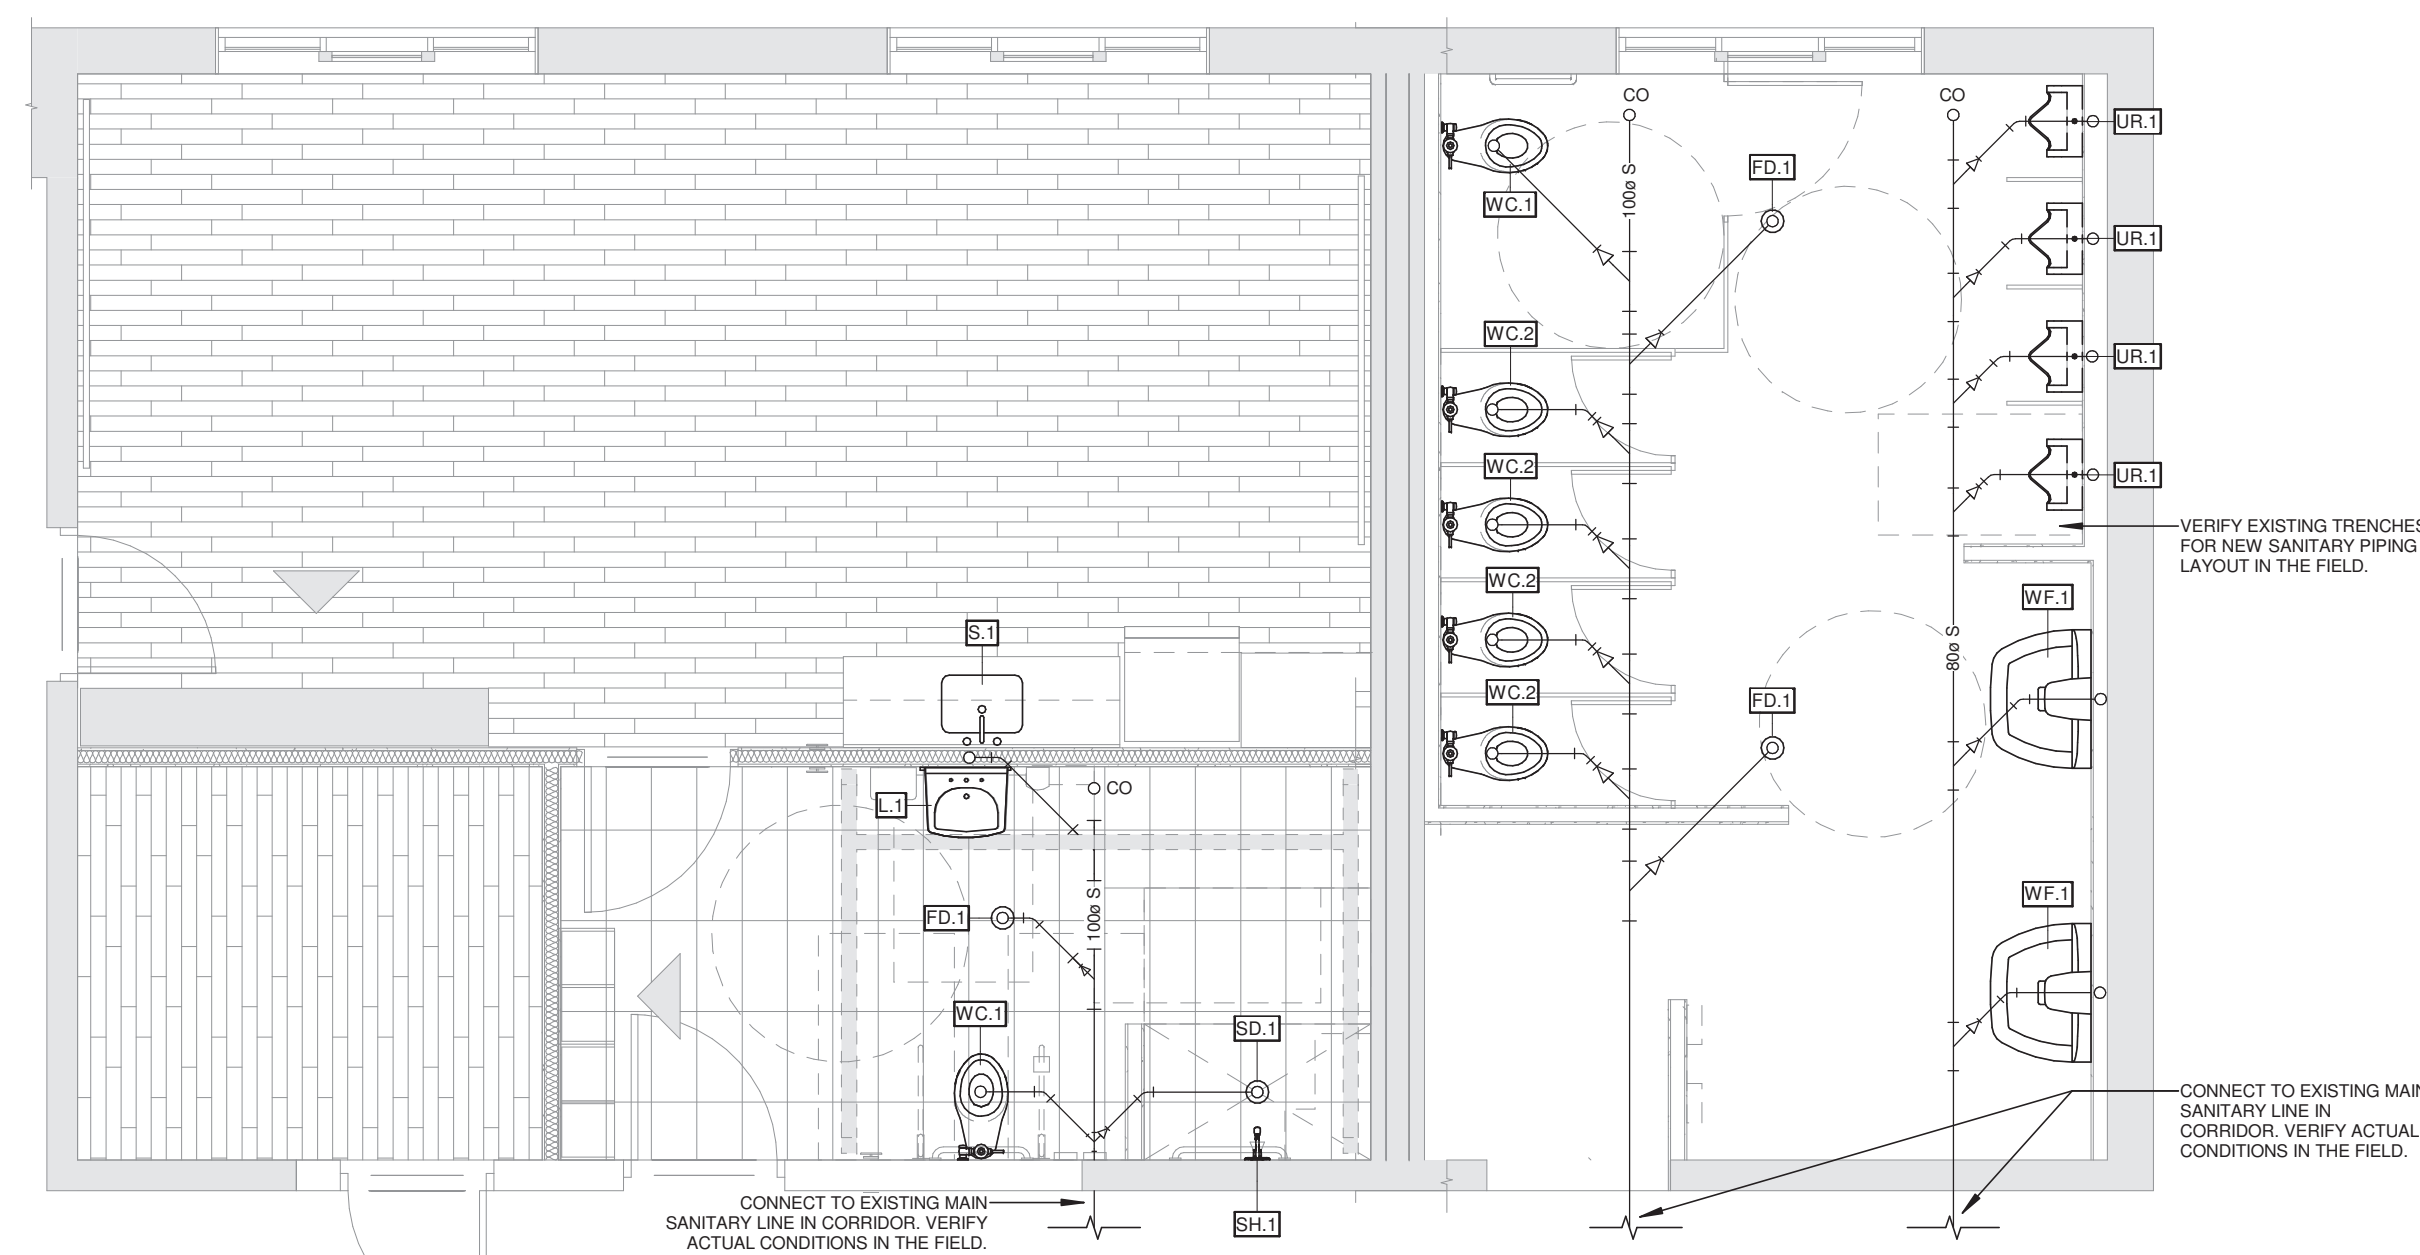 CO
CO
UR.1
FD.1
100ø S
WC.1
UR.1
WC.2
UR.1
WC.2
UR.1
VERIFY EXISTING TRENCHES
FOR NEW SANITARY PIPING
LAYOUT IN THE FIELD.
WC.2
WF.1
S.1
80ø S
WC.2
FD.1
L.1
CO
WF.1
100ø S
FD.1
WC.1
SD.1
CONNECT TO EXISTING MAIN
SANITARY LINE IN
CORRIDOR. VERIFY ACTUAL
CONDITIONS IN THE FIELD.
CONNECT TO EXISTING MAIN
SANITARY LINE IN CORRIDOR. VERIFY
ACTUAL CONDITIONS IN THE FIELD.
SH.1